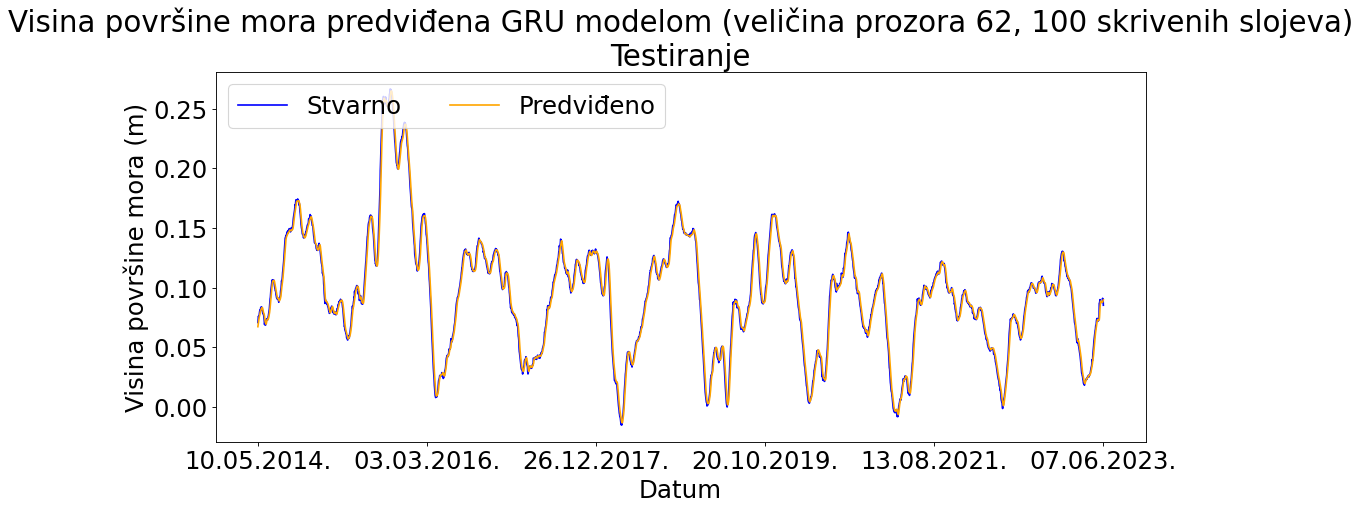 Visina površine mora predviđena GRU modelom (veličina prozora 62, 100 skrivenih slojeva)
Testiranje
Stvarno Predviđeno
Visina površine mora (m)
0.25
0.20
0.15
0.10
0.05
0.00
10.05.2014. 03.03.2016. 26.12.2017. 20.10.2019. 13.08.2021. 07.06.2023.
Datum